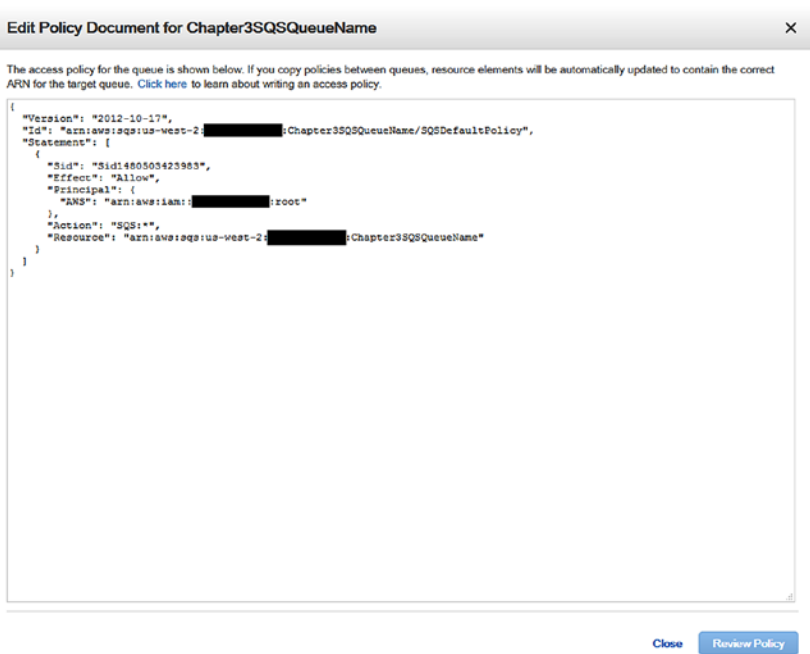 Edit Policy Document for Chapter3SQSQueueName
The access policy for the queue is shown below. If you copy policies between queues, resource elements will be automatically updated to contain the correct
ARN for the target queue. Click here to learn about writing an access policy.
{
"Version": "2012-10-17",
"Id": "arn:aws:sqs:us-west-2: :Chapter3SQSQueueName/SQSDefaultPolicy",
"Statement": [
{
"Sid": "Sid1480503423983",
"Effect": "Allow",
"Principal": {
"AWS": "arn:aws:iam:: :root"
},
"Action": "SQS:*",
"Resource": "arn:aws:sqs:us-west-2: :Chapter3SQSQueueName"
}
]
}
Close Review Policy